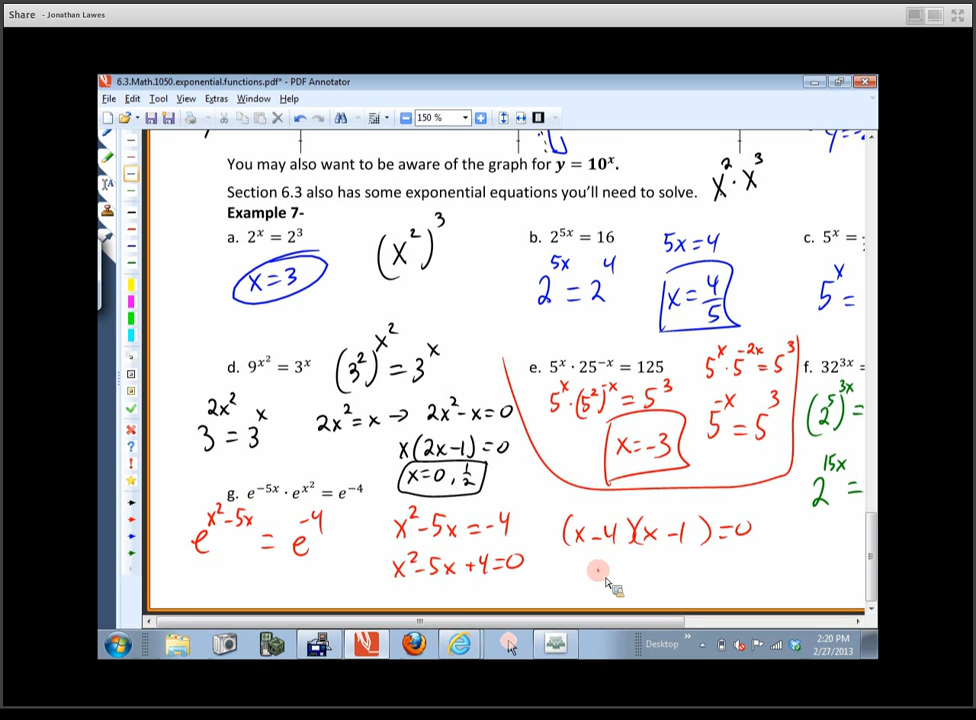 Share - Jonathan Lawes
6.3.Math.1050.exponential.functions.pdf* - PDF Annotator
File Edit Tool View Extras Window Help
150 %
y=
You may also want to be aware of the graph for y = 10ˣ.
Section 6.3 also has some exponential equations you'll need to solve.
x² · x³
Example 7-
a. 2ˣ = 2³
(x²)³
x=3
b. 2⁵ˣ = 16
5x=4
2⁵ˣ = 2⁴
x = 4/5
c. 5ˣ =
5ˣ =
d. 9^(x²) = 3ˣ
(3²)^(x²) = 3ˣ
3^(2x²) = 3ˣ
2x² = x → 2x²-x=0
x(2x-1)=0
x=0, 1/2
e. 5ˣ · 25⁻ˣ = 125
5ˣ · 5⁻²ˣ = 5³
5ˣ · (5²)⁻ˣ = 5³
5⁻ˣ = 5³
x=-3
f. 32³ˣ =
(2⁵)³ˣ =
2¹⁵ˣ =
g. e⁻⁵ˣ · e^(x²) = e⁻⁴
e^(x²-5x) = e⁻⁴
x²-5x=-4
x²-5x+4=0
(x-4)(x-1)=0
Desktop
2:20 PM
2/27/2013